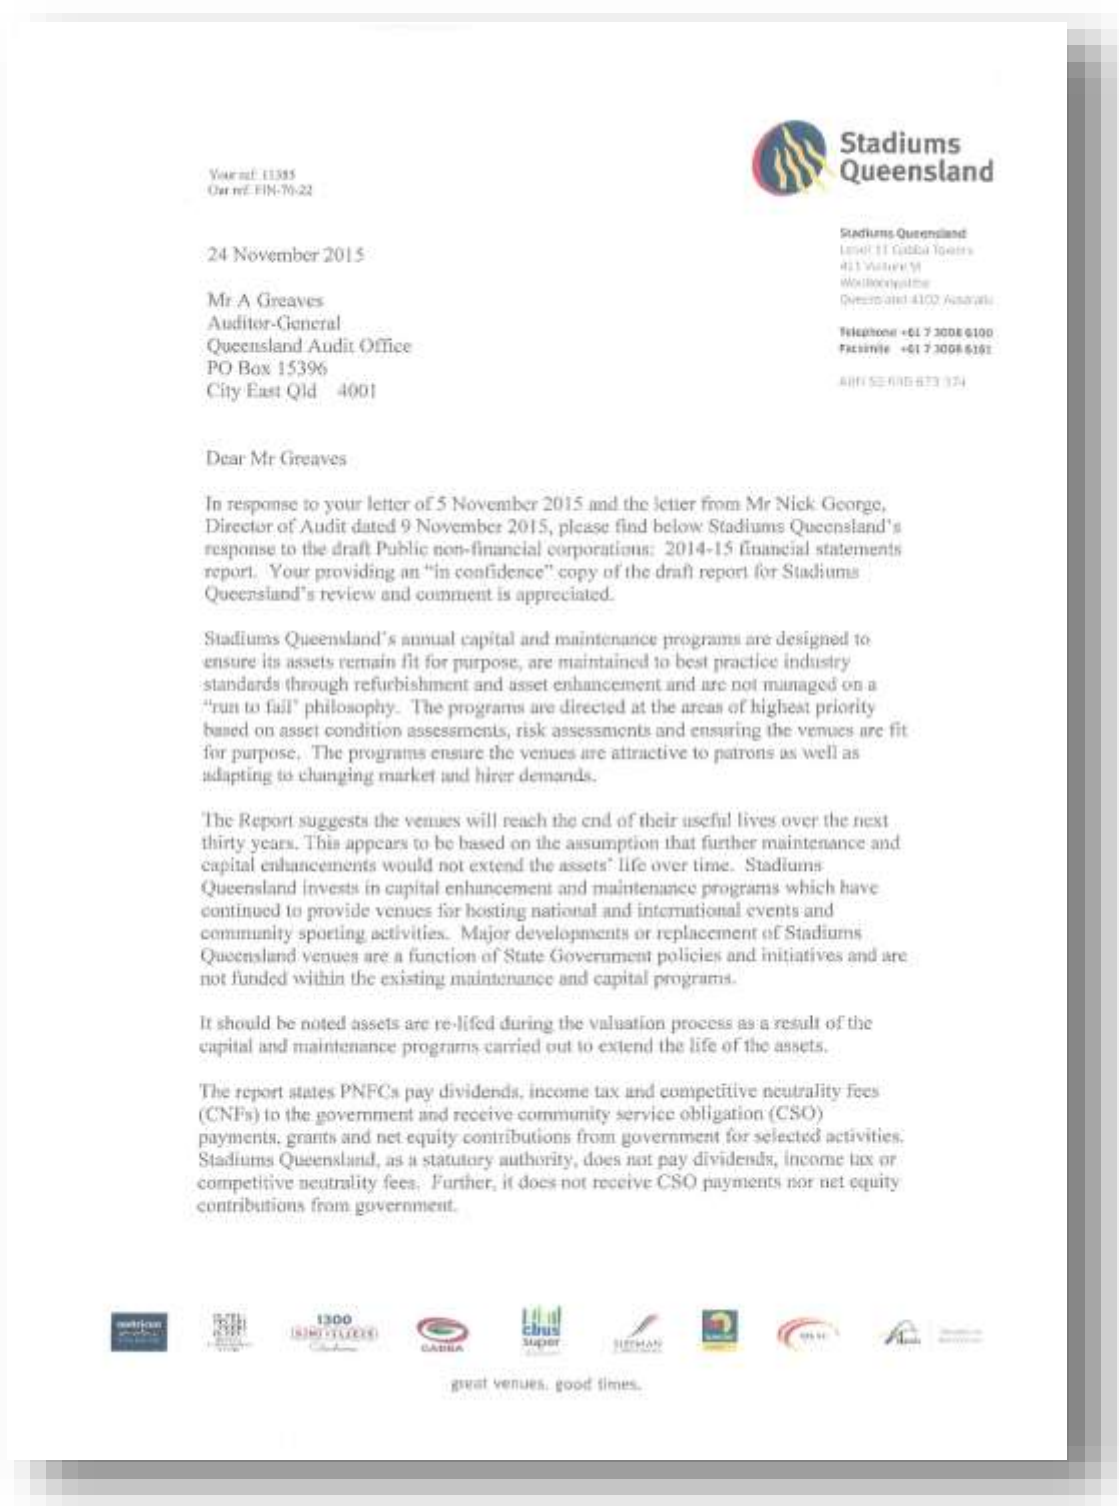 Your ref: 11385
Our ref: FIN-70-22
Stadiums
Queensland
Stadiums Queensland
Level 11 Gabba Towers
411 Vulture St
Woolloongabba
Queensland 4102 Australia
Telephone +61 7 3008 6100
Facsimile +61 7 3008 6161
ABN
24 November 2015
Mr A Greaves
Auditor-General
Queensland Audit Office
PO Box 15396
City East Qld 4001
Dear Mr Greaves
In response to your letter of 5 November 2015 and the letter from Mr Nick George,
Director of Audit dated 9 November 2015, please find below Stadiums Queensland's
response to the draft Public non-financial corporations: 2014-15 financial statements
report. Your providing an "in confidence" copy of the draft report for Stadiums
Queensland's review and comment is appreciated.
Stadiums Queensland's annual capital and maintenance programs are designed to
ensure its assets remain fit for purpose, are maintained to best practice industry
standards through refurbishment and asset enhancement and are not managed on a
"run to fail" philosophy. The programs are directed at the areas of highest priority
based on asset condition assessments, risk assessments and ensuring the venues are fit
for purpose. The programs ensure the venues are attractive to patrons as well as
adapting to changing market and hirer demands.
The Report suggests the venues will reach the end of their useful lives over the next
thirty years. This appears to be based on the assumption that further maintenance and
capital enhancements would not extend the assets' life over time. Stadiums
Queensland invests in capital enhancement and maintenance programs which have
continued to provide venues for hosting national and international events and
community sporting activities. Major developments or replacement of Stadiums
Queensland venues are a function of State Government policies and initiatives and are
not funded within the existing maintenance and capital programs.
It should be noted assets are re-lifed during the valuation process as a result of the
capital and maintenance programs carried out to extend the life of the assets.
The report states PNFCs pay dividends, income tax and competitive neutrality fees
(CNFs) to the government and receive community service obligation (CSO)
payments, grants and net equity contributions from government for selected activities.
Stadiums Queensland, as a statutory authority, does not pay dividends, income tax or
competitive neutrality fees. Further, it does not receive CSO payments nor net equity
contributions from government.
metricon
1300
GABBA
cbus
super
SLEEMAN
great venues. good times.